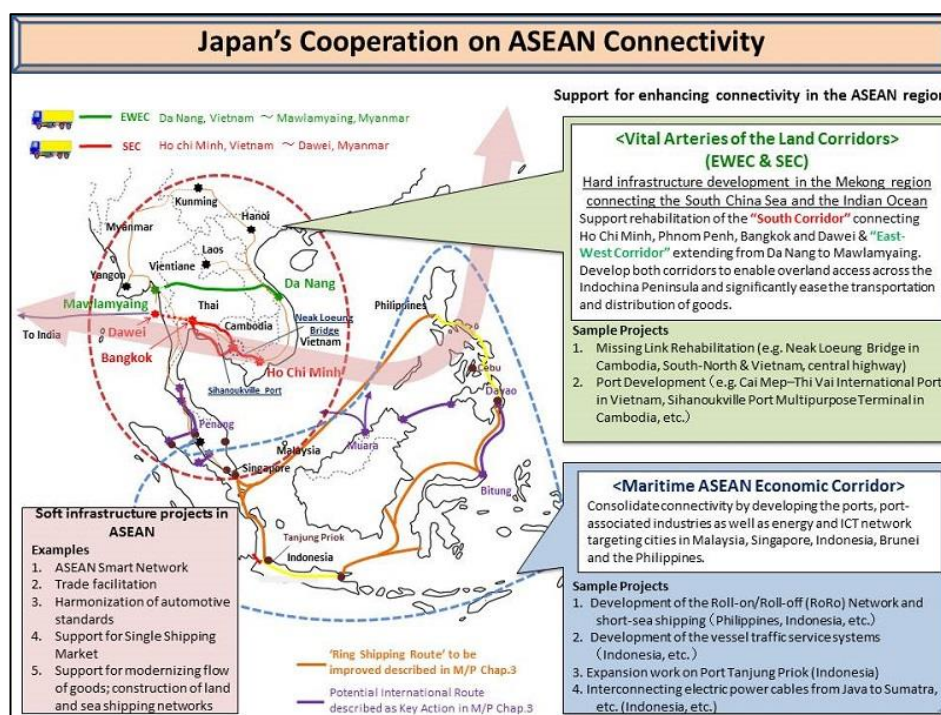 Japan's Cooperation on ASEAN Connectivity
Support for enhancing connectivity in the ASEAN region
EWEC Da Nang, Vietnam ~ Mawlamyaing, Myanmar
SEC Ho chi Minh, Vietnam ~ Dawei, Myanmar
<Vital Arteries of the Land Corridors>
(EWEC & SEC)
Hard infrastructure development in the Mekong region
connecting the South China Sea and the Indian Ocean
Support rehabilitation of the "South Corridor" connecting
Ho Chi Minh, Phnom Penh, Bangkok and Dawei & "East-
West Corridor" extending from Da Nang to Mawlamyaing.
Develop both corridors to enable overland access across the
Indochina Peninsula and significantly ease the transportation
and distribution of goods.
Sample Projects
1. Missing Link Rehabilitation (e.g. Neak Loeung Bridge in
Cambodia, South-North & Vietnam, central highway)
2. Port Development (e.g. Cai Mep–Thi Vai International Port
in Vietnam, Sihanoukville Port Multipurpose Terminal in
Cambodia, etc.)
Kunming
Hanoi
Myanmar
Laos
Vientiane
Yangon
Da Nang
Mawlamyaing
Thai
Philippines
Neak Loeung
Bridge
Cambodia
Vietnam
Dawei
To India
Bangkok
Ho Chi Minh
Sihanoukville Port
Cebu
Davao
Penang
Muara
Malaysia
Singapore
Bitung
Tanjung Priok
Indonesia
<Maritime ASEAN Economic Corridor>
Consolidate connectivity by developing the ports, port-
associated industries as well as energy and ICT network
targeting cities in Malaysia, Singapore, Indonesia, Brunei
and the Philippines.
Sample Projects
1. Development of the Roll-on/Roll-off (RoRo) Network and
short-sea shipping (Philippines, Indonesia, etc.)
2. Development of the vessel traffic service systems
(Indonesia, etc.)
3. Expansion work on Port Tanjung Priok (Indonesia)
4. Interconnecting electric power cables from Java to Sumatra,
etc. (Indonesia, etc.)
Soft infrastructure projects in
ASEAN
Examples
1. ASEAN Smart Network
2. Trade facilitation
3. Harmonization of automotive
standards
4. Support for Single Shipping
Market
5. Support for modernizing flow
of goods; construction of land
and sea shipping networks
'Ring Shipping Route' to be
improved described in M/P Chap.3
Potential International Route
described as Key Action in M/P Chap.3